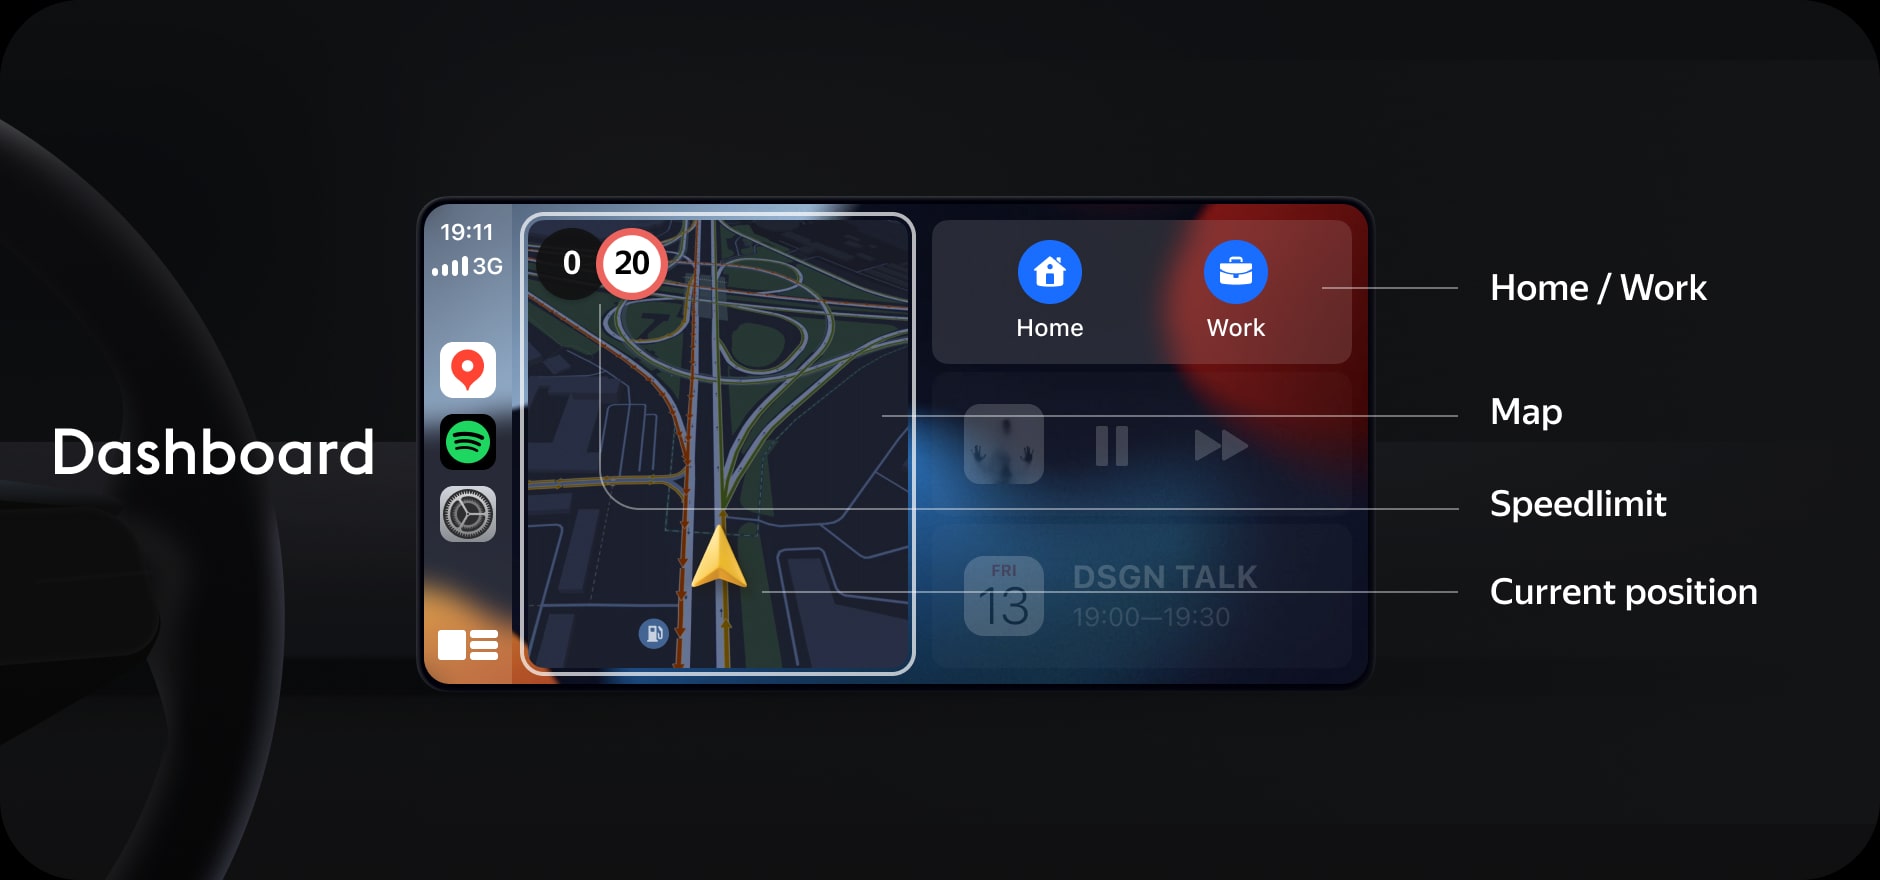 Dashboard
19:11
3G
0
20
Home
Work
FRI
13
DSGN TALK
19:00—19:30
Home / Work
Map
Speedlimit
Current position